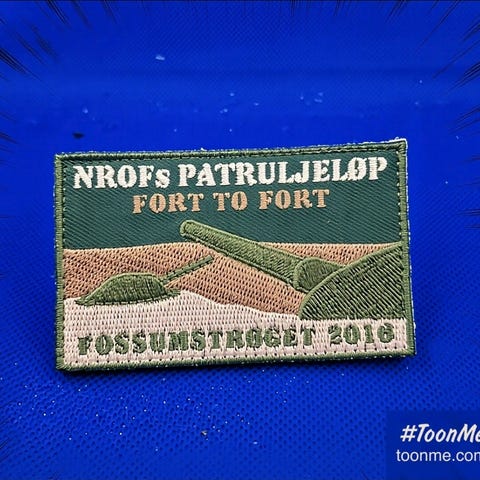 NROFs PATRULJELØP
FORT TO FORT
FOSSUMSTRØGET 2016
#ToonMe
toonme.com